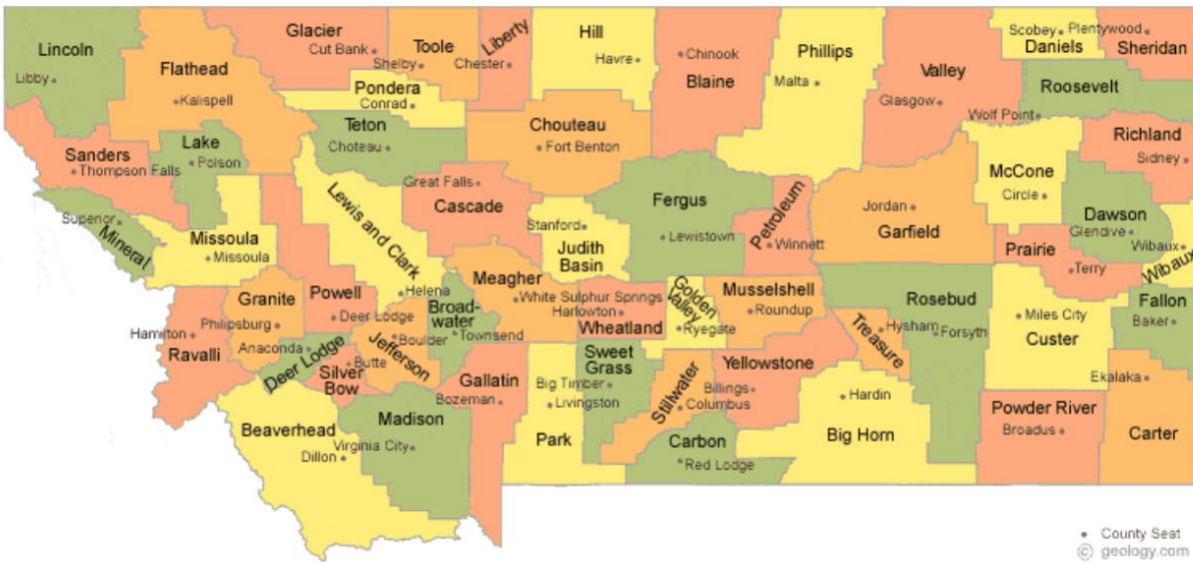 Lincoln
Libby
Flathead
Kalispell
Glacier
Cut Bank
Toole
Shelby
Liberty
Chester
Hill
Havre
Chinook
Blaine
Phillips
Malta
Valley
Glasgow
Wolf Point
Scobey
Daniels
Plentywood
Sheridan
Roosevelt
Pondera
Conrad
Teton
Choteau
Chouteau
Fort Benton
Richland
Sidney
Lake
Polson
Sanders
Thompson Falls
Superior
Mineral
Missoula
Missoula
Lewis and Clark
Helena
Great Falls
Cascade
Stanford
Judith
Basin
Fergus
Lewistown
Petroleum
Winnett
Jordan
Garfield
McCone
Circle
Dawson
Glendive
Wibaux
Wibaux
Prairie
Terry
Granite
Philipsburg
Powell
Deer Lodge
Meagher
White Sulphur Springs
Broad-
water
Townsend
Harlowton
Wheatland
Golden
Valley
Ryegate
Musselshell
Roundup
Treasure
Hysham
Rosebud
Forsyth
Miles City
Custer
Fallon
Baker
Hamilton
Ravalli
Anaconda
Deer Lodge
Silver
Bow
Butte
Jefferson
Boulder
Gallatin
Bozeman
Sweet
Grass
Big Timber
Livingston
Park
Stillwater
Columbus
Yellowstone
Billings
Hardin
Big Horn
Ekalaka
Carter
Powder River
Broadus
Beaverhead
Dillon
Madison
Virginia City
Carbon
Red Lodge
County Seat
© geology.com